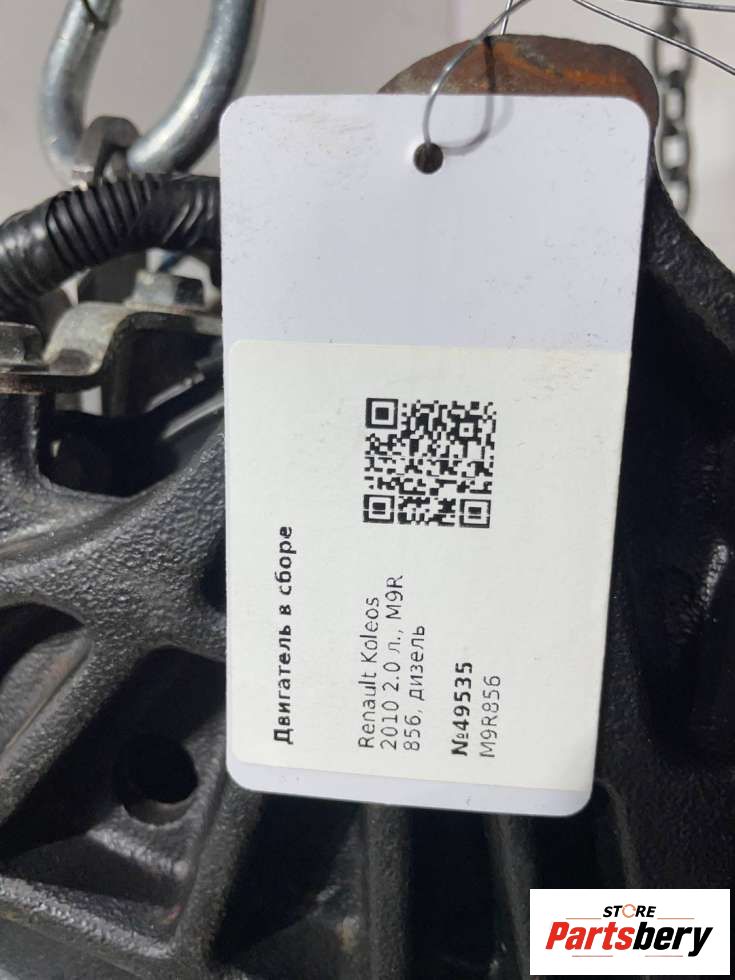 Двигатель в сборе
Renault Koleos
2010 2.0 л., M9R
856, дизель
№49535
M9R856
STORE
Partsbery